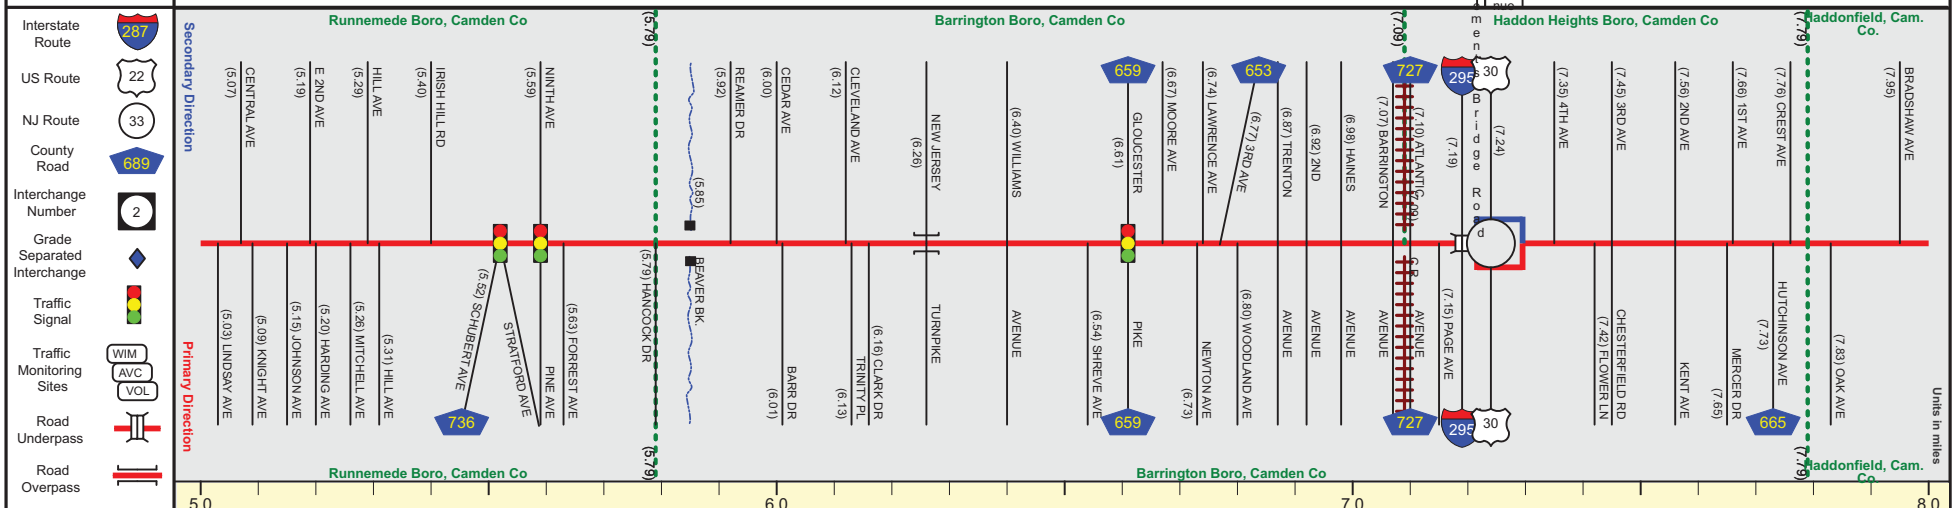 Interstate
Route
287
US Route
22
NJ Route
33
County
Road
689
Interchange
Number
2
Grade
Separated
Interchange
Traffic
Signal
Traffic
Monitoring
Sites
WIM
AVC
VOL
Road
Underpass
Road
Overpass
Secondary Direction
Primary Direction
Runnemede Boro, Camden Co
(5.79)
Barrington Boro, Camden Co
(7.09)
Haddon Heights Boro, Camden Co
(7.79)
Haddonfield, Cam.
Co.
CENTRAL AVE
(5.07)
E 2ND AVE
(5.19)
HILL AVE
(5.29)
IRISH HILL RD
(5.40)
NINTH AVE
(5.59)
(5.85)
REAMER DR
(5.92)
CEDAR AVE
(6.00)
CLEVELAND AVE
(6.12)
NEW JERSEY
(6.26)
(6.40) WILLIAMS
659
GLOUCESTER
(6.61)
(6.67) MOORE AVE
(6.74) LAWRENCE AVE
653
(6.77) 3RD AVE
(6.87) TRENTON
(6.92) 2ND
(6.98) HAINES
727
(7.07) BARRINGTON
(7.10) ATLANTIC
(7.09)
295
30
(7.19)
(7.24)
ments Bridge Road
nue
(7.35) 4TH AVE
(7.45) 3RD AVE
(7.56) 2ND AVE
(7.66) 1ST AVE
(7.76) CREST AVE
BRADSHAW AVE
(7.95)
(5.03) LINDSAY AVE
(5.09) KNIGHT AVE
(5.15) JOHNSON AVE
(5.20) HARDING AVE
(5.26) MITCHELL AVE
(5.31) HILL AVE
(5.52) SCHUBERT AVE
736
STRATFORD AVE
PINE AVE
(5.63) FORREST AVE
(5.79) HANCOCK DR
BEAVER BK
BARR DR
(6.01)
TRINITY PL
(6.13)
(6.16) CLARK DR
TURNPIKE
AVENUE
(6.54) SHREVE AVE
PIKE
659
NEWTON AVE
(6.73)
(6.80) WOODLAND AVE
AVENUE
AVENUE
AVENUE
AVENUE
C R
AVENUE
727
(7.15) PAGE AVE
295
30
(7.42) FLOWER LN
CHESTERFIELD RD
KENT AVE
MERCER DR
(7.65)
HUTCHINSON AVE
(7.73)
665
(7.83) OAK AVE
Units in miles
Runnemede Boro, Camden Co
(5.79)
Barrington Boro, Camden Co
(7.79)
Haddonfield, Cam.
Co.
5.0
6.0
7.0
8.0